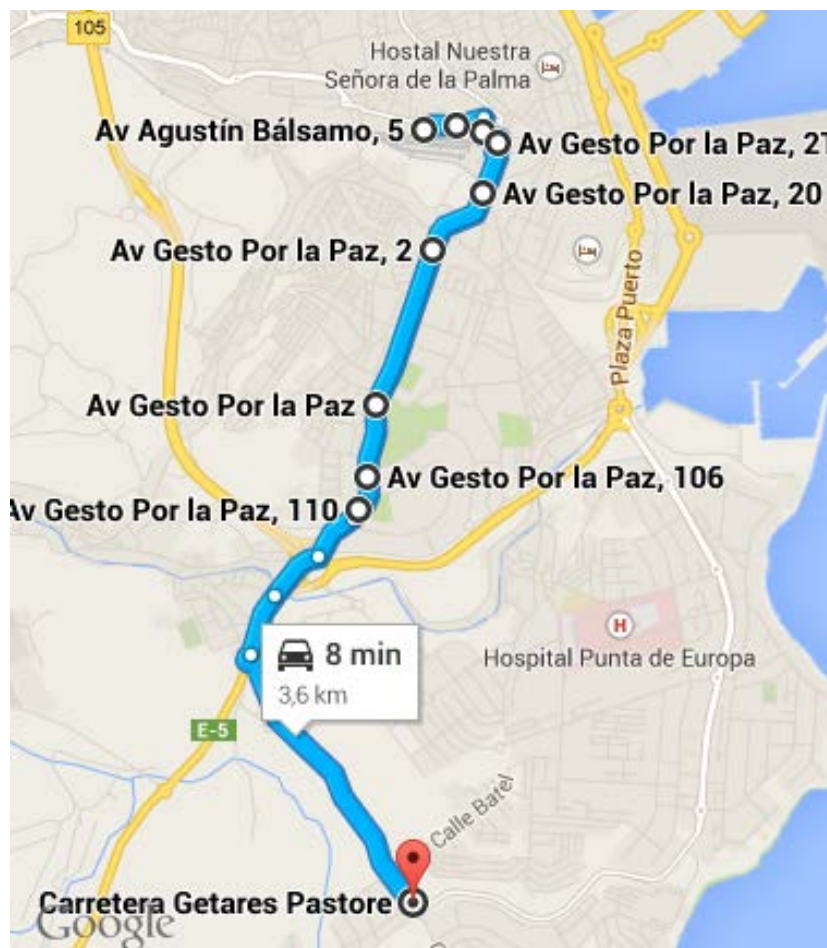 105
Hostal Nuestra
Señora de la Palma
Av Agustín Bálsamo, 5
Av Gesto Por la Paz, 21
Av Gesto Por la Paz, 20
Av Gesto Por la Paz, 2
Plaza Puerto
Av Gesto Por la Paz
Av Gesto Por la Paz, 106
Av Gesto Por la Paz, 110
H
8 min
3,6 km
Hospital Punta de Europa
E-5
Calle Batel
Carretera Getares Pastore
Google